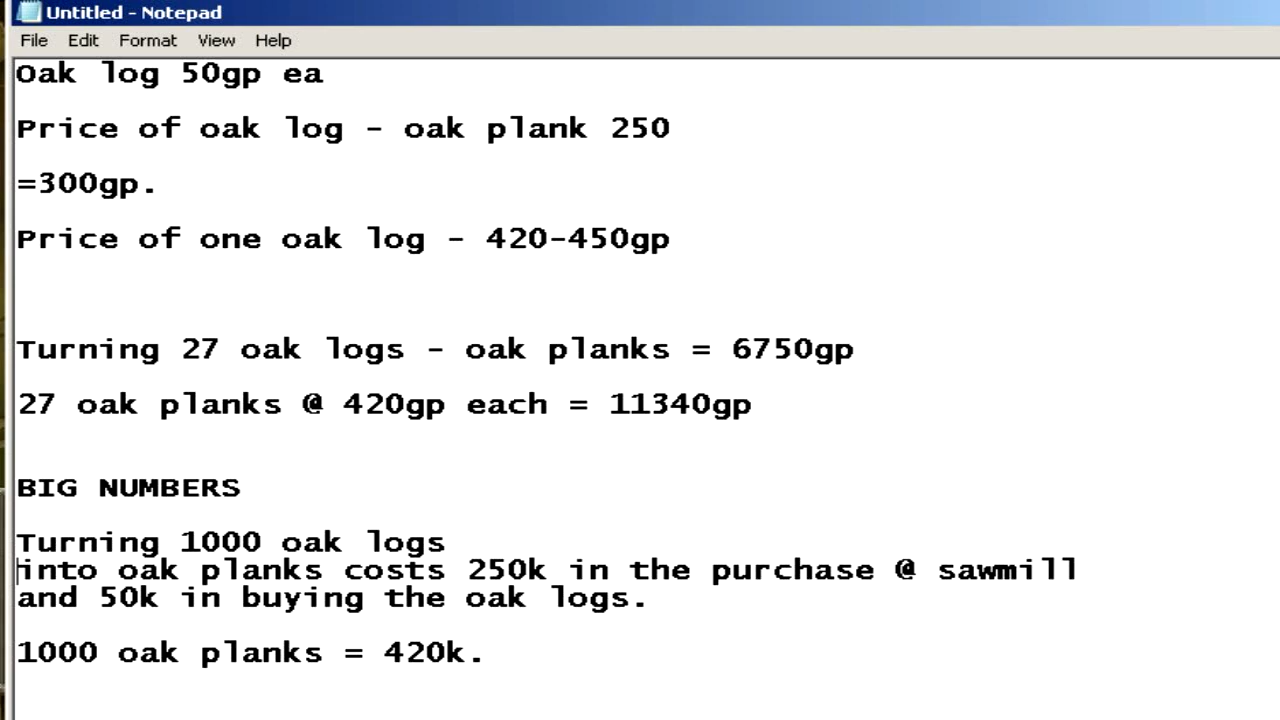 Untitled - Notepad
File Edit Format View Help
Oak log 50gp ea
Price of oak log - oak plank 250
=300gp.
Price of one oak log - 420-450gp
Turning 27 oak logs - oak planks = 6750gp
27 oak planks @ 420gp each = 11340gp
BIG NUMBERS
Turning 1000 oak logs
into oak planks costs 250k in the purchase @ sawmill
and 50k in buying the oak logs.
1000 oak planks = 420k.